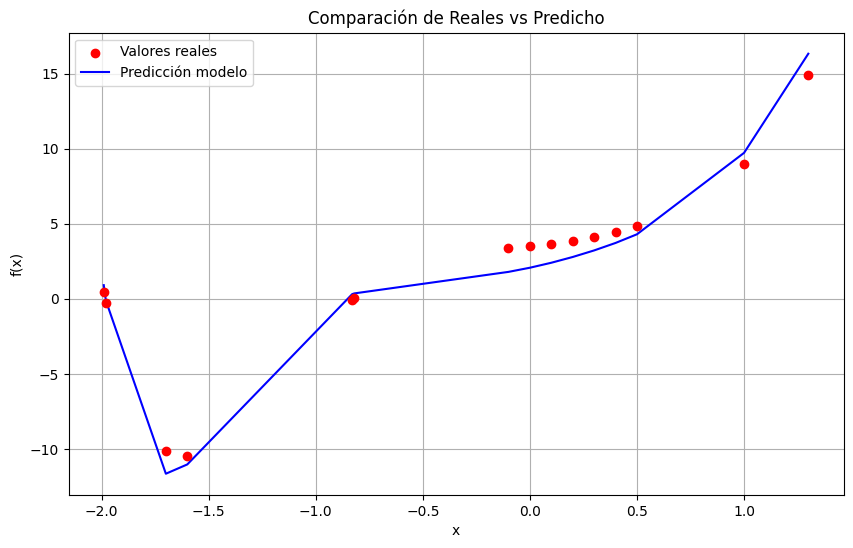 Comparación de Reales vs Predicho
Valores reales
Predicción modelo
15
10
5
0
−5
−10
f(x)
−2.0 −1.5 −1.0 −0.5 0.0 0.5 1.0
x